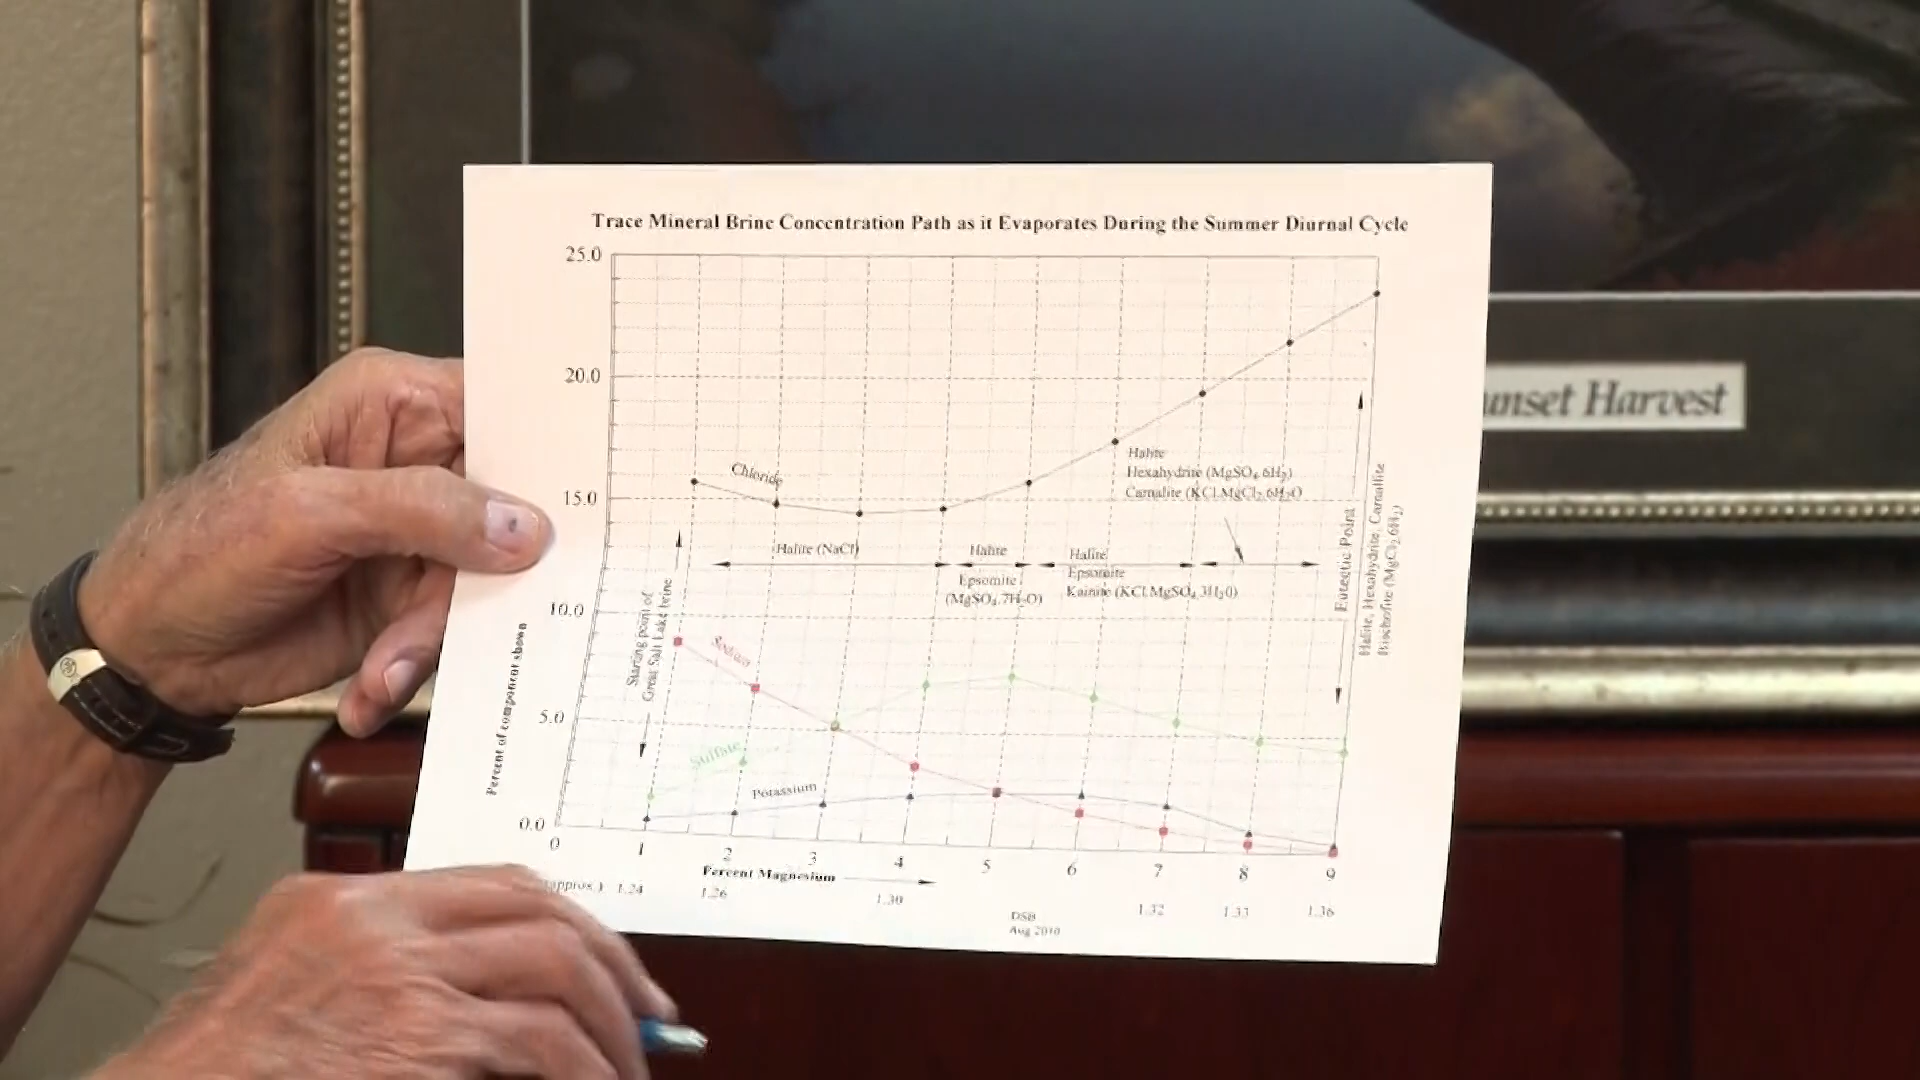 Trace Mineral Brine Concentration Path as it Evaporates During the Summer Diurnal Cycle
25.0
20.0
15.0
10.0
5.0
0.0
Percent of component shown
Chloride
Halite
Hexahydrite (MgSO4.6H2)
Carnalite (KCl.MgCl2.6H2O
Halite (NaCl)
Halite
Epsomite
(MgSO4.7H2O)
Halite
Epsomite
Kainite (KCl.MgSO4.3H20)
Starting point of
Great Salt Lake brine
Eutectic Point
Halite, Hexahydrite, Carnallite
Bischofite (MgCl2.6H2)
Sodium
Sulfate
Potassium
0 1 2 3 4 5 6 7 8 9
Percent Magnesium
(approx.) 1.24 1.26 1.30 1.32 1.33 1.36
DSB
Aug 2010
unset Harvest